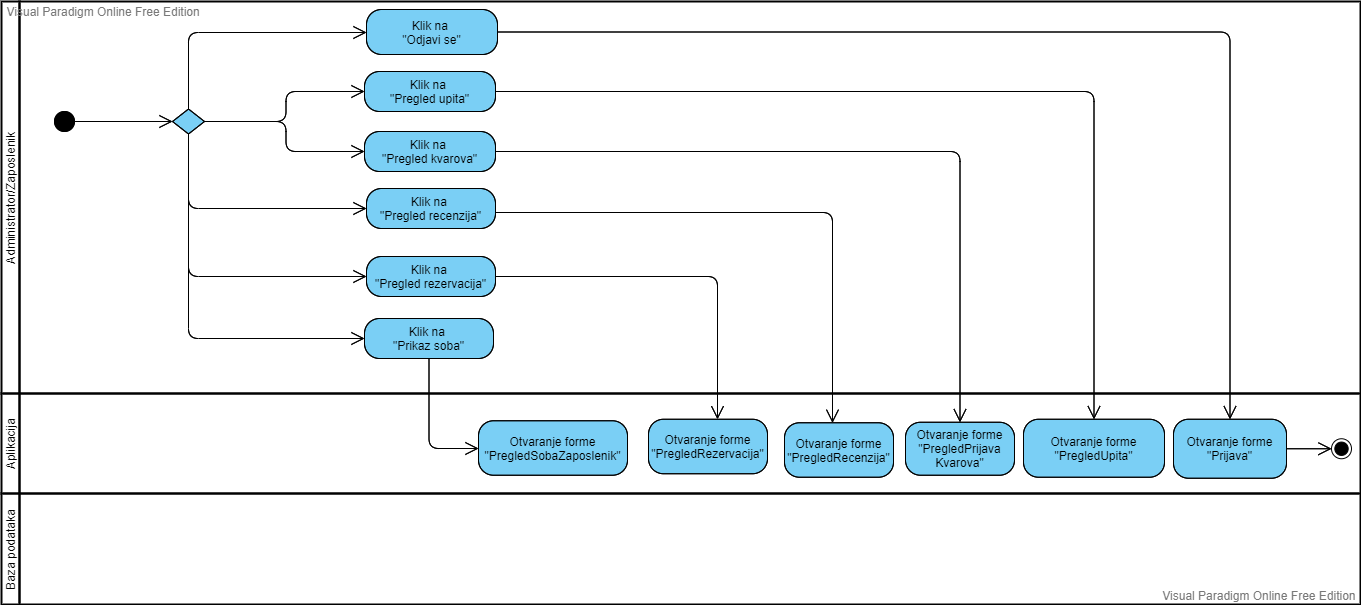 Visual Paradigm Online Free Edition
Administrator/Zaposlenik
Klik na
"Odjavi se"
Klik na
"Pregled upita"
Klik na
"Pregled kvarova"
Klik na
"Pregled recenzija"
Klik na
"Pregled rezervacija"
Klik na
"Prikaz soba"
Aplikacija
Otvaranje forme
"PregledSobaZaposlenik"
Otvaranje forme
"PregledRezervacija"
Otvaranje forme
"PregledRecenzija"
Otvaranje forme
"PregledPrijava
Kvarova"
Otvaranje forme
"PregledUpita"
Otvaranje forme
"Prijava"
Baza podataka
Visual Paradigm Online Free Edition